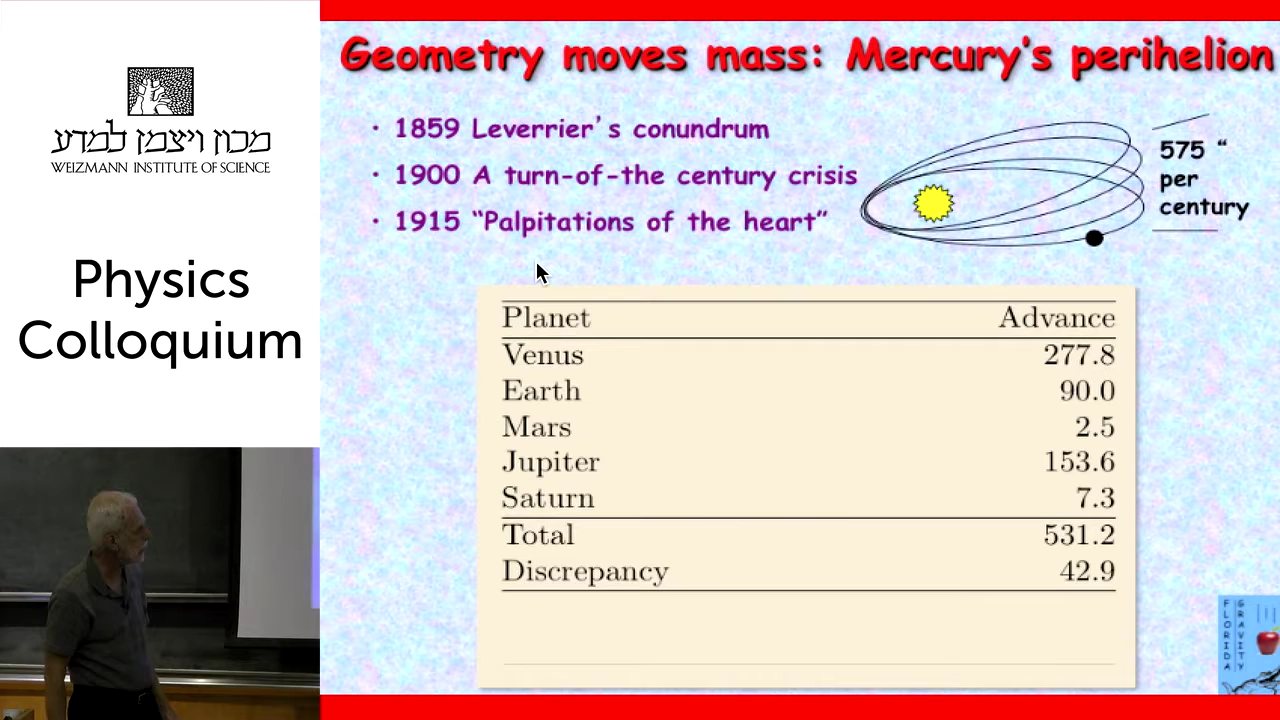 מכון ויצמן למדע
WEIZMANN INSTITUTE OF SCIENCE
Physics
Colloquium
Geometry moves mass: Mercury's perihelion
• 1859 Leverrier's conundrum
• 1900 A turn-of-the century crisis
• 1915 “Palpitations of the heart”
575 “
per
century
Planet Advance
Venus 277.8
Earth 90.0
Mars 2.5
Jupiter 153.6
Saturn 7.3
Total 531.2
Discrepancy 42.9
FLORIDA
GRAVITY